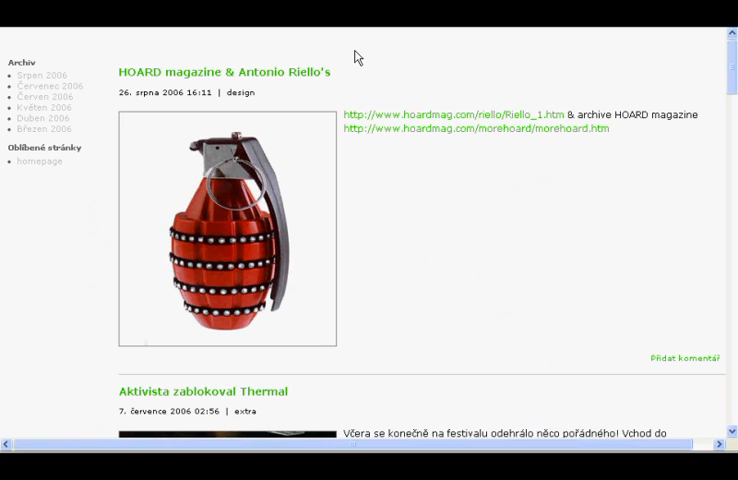 Archiv
Srpen 2006
Červenec 2006
Červen 2006
Květen 2006
Duben 2006
Březen 2006
Oblíbené stránky
homepage
HOARD magazine & Antonio Riello's
26. srpna 2006 16:11 | design
http://www.hoardmag.com/riello/Riello_1.htm & archive HOARD magazine
http://www.hoardmag.com/morehoard/morehoard.htm
Přidat komentář
Aktivista zablokoval Thermal
7. července 2006 02:56 | extra
Včera se konečně na festivalu odehrálo něco pořádného! Vchod do